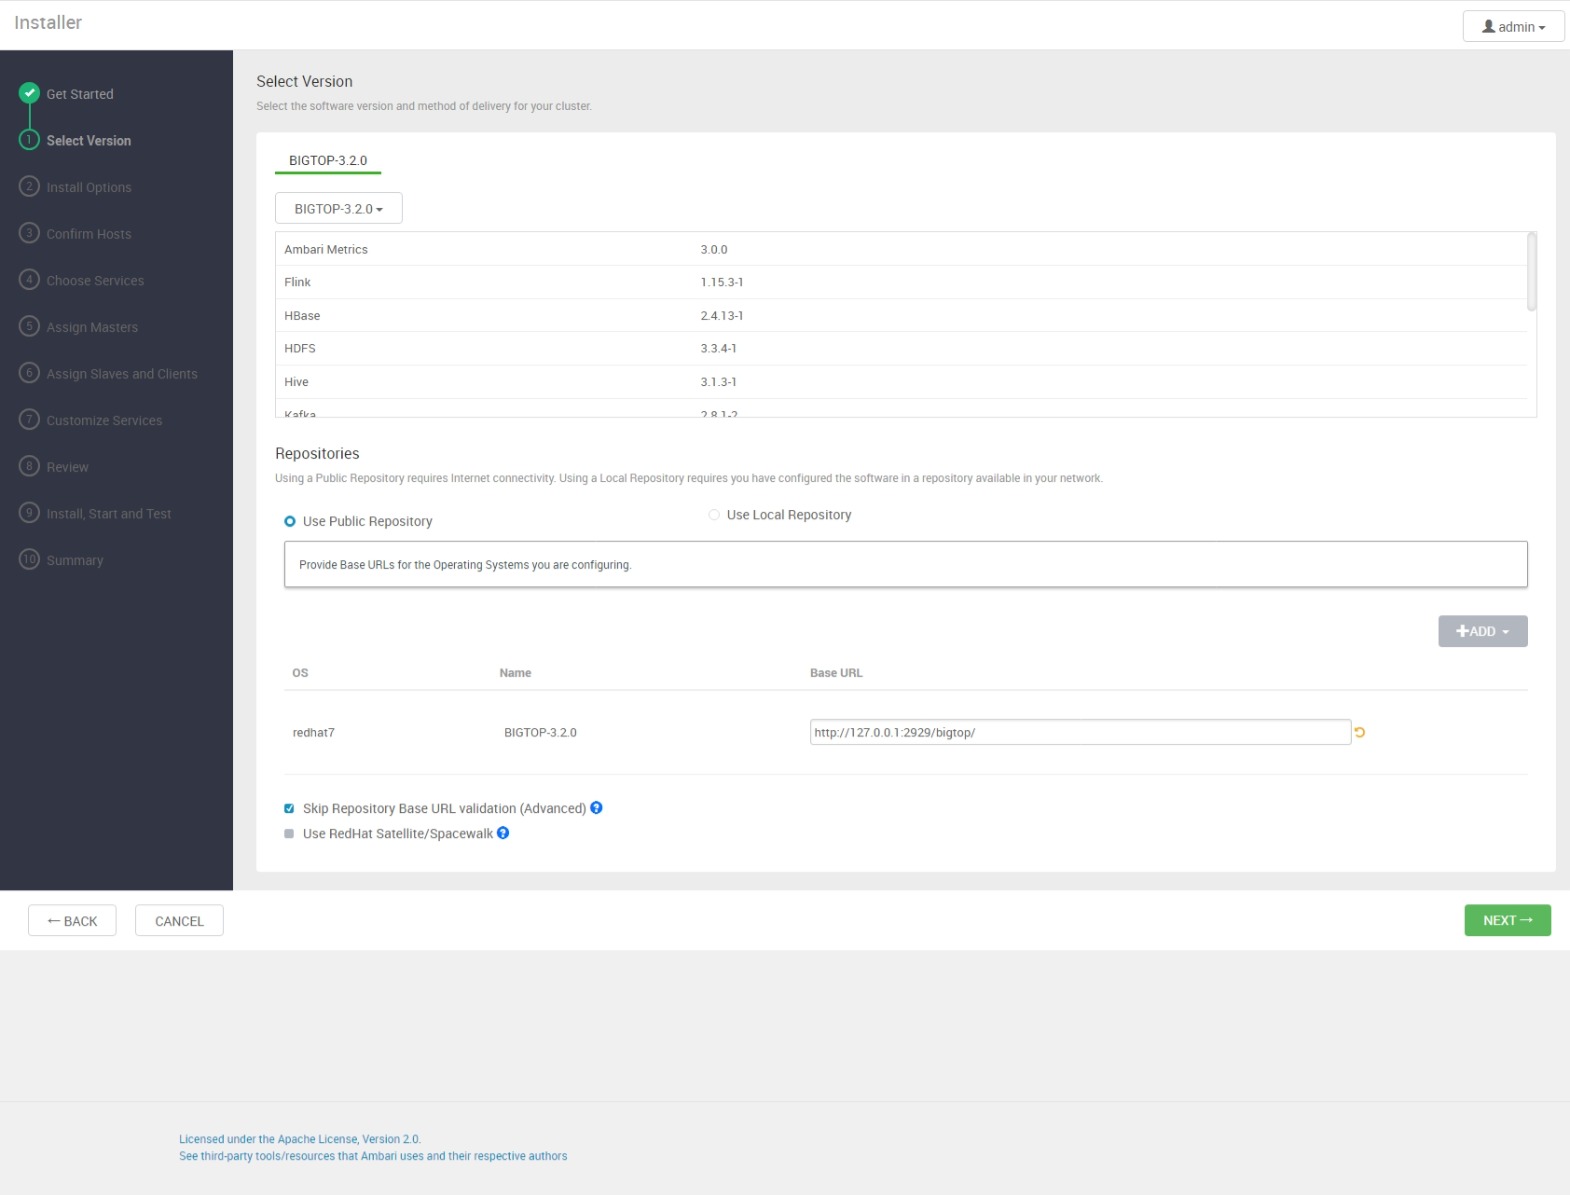 Installer
admin
Get Started
1 Select Version
2 Install Options
3 Confirm Hosts
4 Choose Services
5 Assign Masters
6 Assign Slaves and Clients
7 Customize Services
8 Review
9 Install, Start and Test
10 Summary
Select Version
Select the software version and method of delivery for your cluster.
BIGTOP-3.2.0
BIGTOP-3.2.0
Ambari Metrics 3.0.0
Flink 1.15.3-1
HBase 2.4.13-1
HDFS 3.3.4-1
Hive 3.1.3-1
Kafka 2.8.1-2
Repositories
Using a Public Repository requires Internet connectivity. Using a Local Repository requires you have configured the software in a repository available in your network.
Use Public Repository Use Local Repository
Provide Base URLs for the Operating Systems you are configuring.
ADD
OS Name Base URL
redhat7 BIGTOP-3.2.0 http://127.0.0.1:2929/bigtop/
Skip Repository Base URL validation (Advanced) ?
Use RedHat Satellite/Spacewalk ?
← BACK CANCEL NEXT →
Licensed under the Apache License, Version 2.0.
See third-party tools/resources that Ambari uses and their respective authors